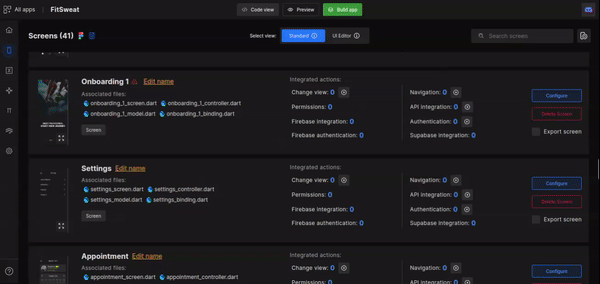 All apps FitSweat Code view Preview Build app
Screens (41) Select view: Standard UI Editor Search screen
Onboarding 1 Edit name
Associated files:
onboarding_1_screen.dart onboarding_1_controller.dart
onboarding_1_model.dart onboarding_1_binding.dart
Screen
Integrated actions:
Change view: 0 Navigation: 0
Permissions: 0 API integration: 0
Firebase integration: 0 Authentication: 0
Firebase authentication: 0 Supabase integration: 0
Configure
Delete Screen
Export screen
Settings Edit name
Associated files:
settings_screen.dart settings_controller.dart
settings_model.dart settings_binding.dart
Screen
Integrated actions:
Change view: 0 Navigation: 0
Permissions: 0 API integration: 0
Firebase integration: 0 Authentication: 0
Firebase authentication: 0 Supabase integration: 0
Configure
Delete Screen
Export screen
Appointment Edit name
Associated files:
appointment_screen.dart appointment_controller.dart
Integrated actions:
Change view: 0 Navigation: 0
Permissions: 0 API integration: 0
Configure